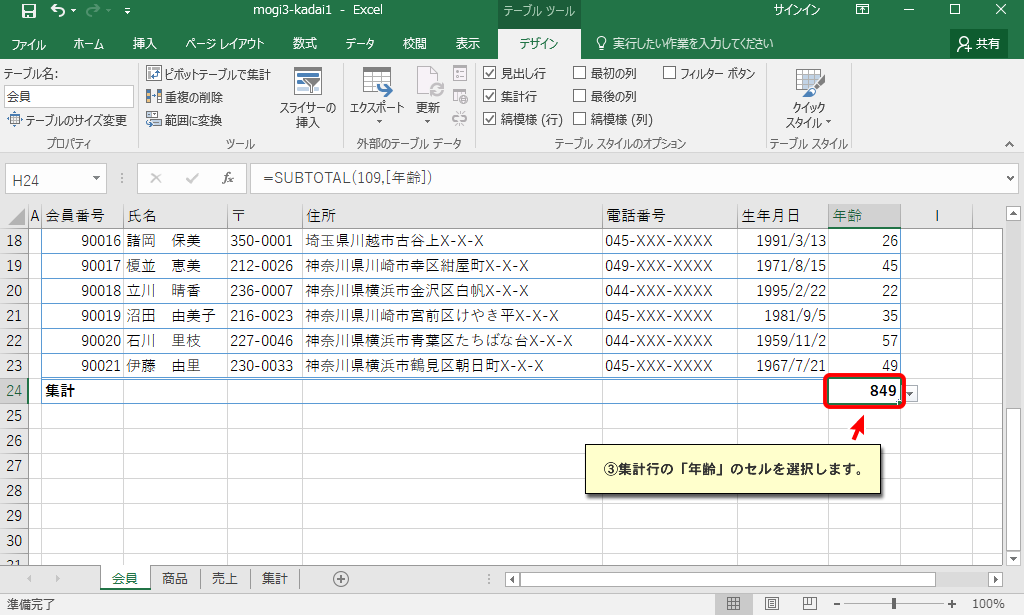 mogi3-kadai1 - Excel
テーブル ツール
サインイン
ファイル ホーム 挿入 ページ レイアウト 数式 データ 校閲 表示 デザイン 実行したい作業を入力してください 共有
テーブル名:
会員
テーブルのサイズ変更
プロパティ
ピボットテーブルで集計
重複の削除
範囲に変換
スライサーの
挿入
ツール
エクスポート
更新
外部のテーブル データ
見出し行 最初の列 フィルター ボタン
集計行 最後の列
縞模様 (行) 縞模様 (列)
テーブル スタイルのオプション
クイック
スタイル
テーブル スタイル
H24 fx =SUBTOTAL(109,[年齢])
A 会員番号 氏名 〒 住所 電話番号 生年月日 年齢 I
18 90016 諸岡 保美 350-0001 埼玉県川越市古谷上X-X-X 045-XXX-XXXX 1991/3/13 26
19 90017 榎並 恵美 212-0026 神奈川県川崎市幸区紺屋町X-X-X 049-XXX-XXXX 1971/8/15 45
20 90018 立川 晴香 236-0007 神奈川県横浜市金沢区白帆X-X-X 044-XXX-XXXX 1995/2/22 22
21 90019 沼田 由美子 216-0023 神奈川県川崎市宮前区けやき平X-X-X 045-XXX-XXXX 1981/9/5 35
22 90020 石川 里枝 227-0046 神奈川県横浜市青葉区たちばな台X-X-X 044-XXX-XXXX 1959/11/2 57
23 90021 伊藤 由里 230-0033 神奈川県横浜市鶴見区朝日町X-X-X 045-XXX-XXXX 1967/7/21 49
24 集計 849
25
26
27
28
29
30
31
③集計行の「年齢」のセルを選択します。
会員 商品 売上 集計
準備完了
100%